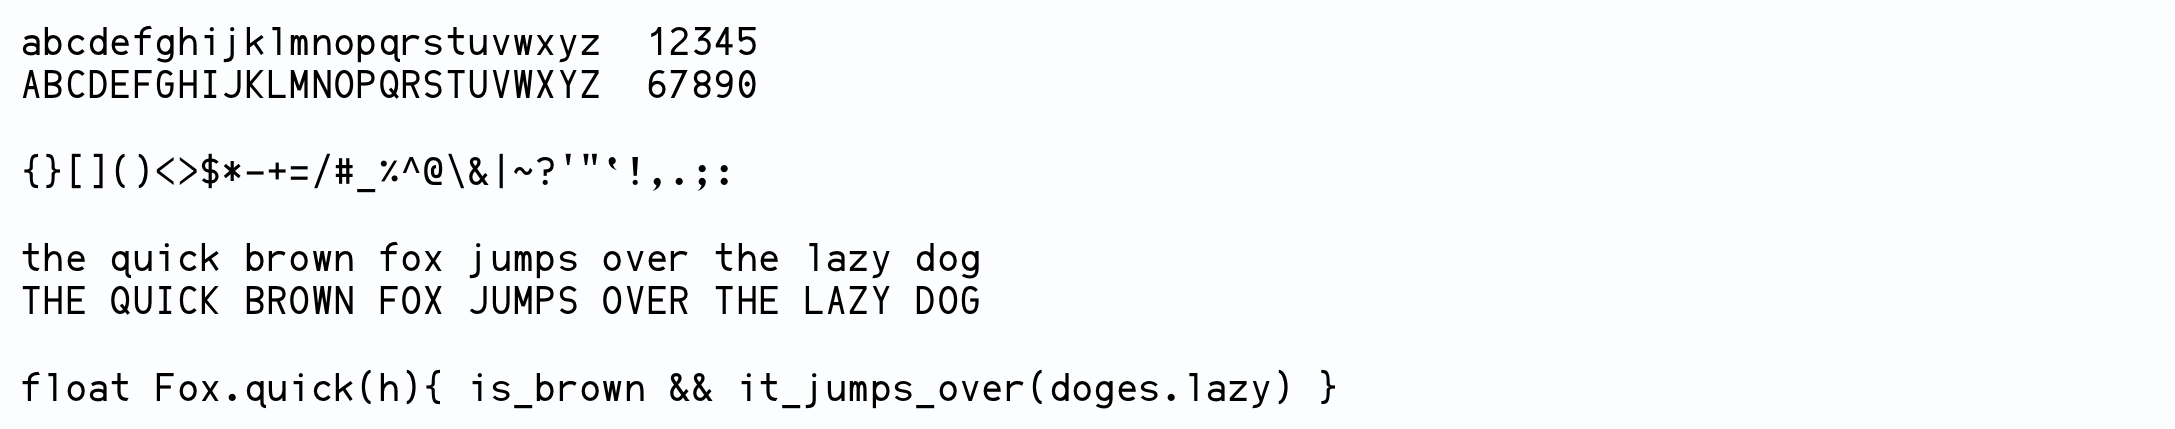 abcdefghijklmnopqrstuvwxyz  12345
ABCDEFGHIJKLMNOPQRSTUVWXYZ  67890
{}[]()<>$*-+=/#_%^@\&|~?'"`!,.;:
the quick brown fox jumps over the lazy dog
THE QUICK BROWN FOX JUMPS OVER THE LAZY DOG
float Fox.quick(h){ is_brown && it_jumps_over(doges.lazy) }